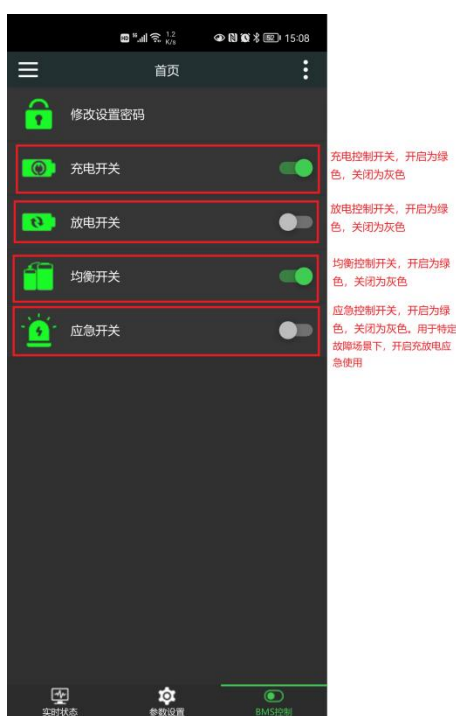 HD 5G 1.2 K/s 52 15:08
首页
修改设置密码
充电开关
充电控制开关，开启为绿
色，关闭为灰色
放电开关
放电控制开关，开启为绿
色，关闭为灰色
均衡开关
均衡控制开关，开启为绿
色，关闭为灰色
应急开关
应急控制开关，开启为绿
色，关闭为灰色。用于特定
故障场景下，开启充放电应
急使用
实时状态 参数设置 BMS控制